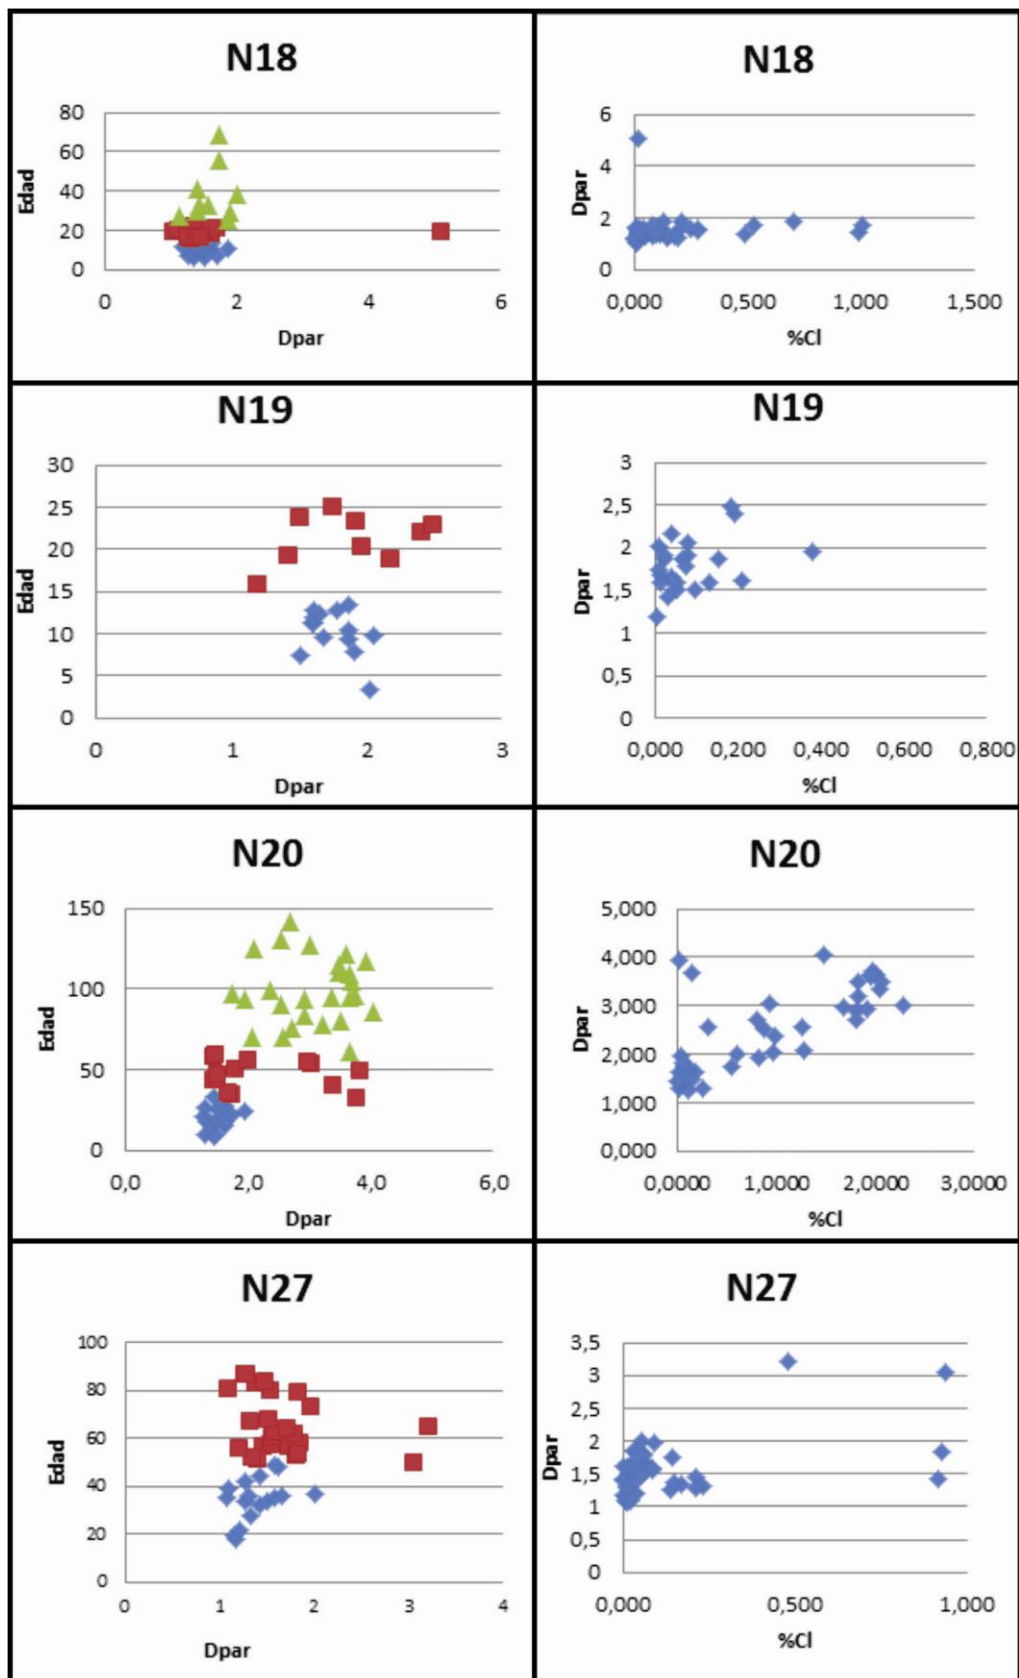 N18
Edad
80
60
40
20
0
0 2 4 6
Dpar
N18
Dpar
6
4
2
0
0,000 0,500 1,000 1,500
%Cl
N19
Edad
30
25
20
15
10
5
0
0 1 2 3
Dpar
N19
Dpar
3
2,5
2
1,5
1
0,5
0
0,000 0,200 0,400 0,600 0,800
%Cl
N20
Edad
150
100
50
0
0,0 2,0 4,0 6,0
Dpar
N20
Dpar
5,000
4,000
3,000
2,000
1,000
0,000
0,0000 1,0000 2,0000 3,0000
%Cl
N27
Edad
100
80
60
40
20
0
0 1 2 3 4
Dpar
N27
Dpar
3,5
3
2,5
2
1,5
1
0,5
0
0,000 0,500 1,000
%Cl